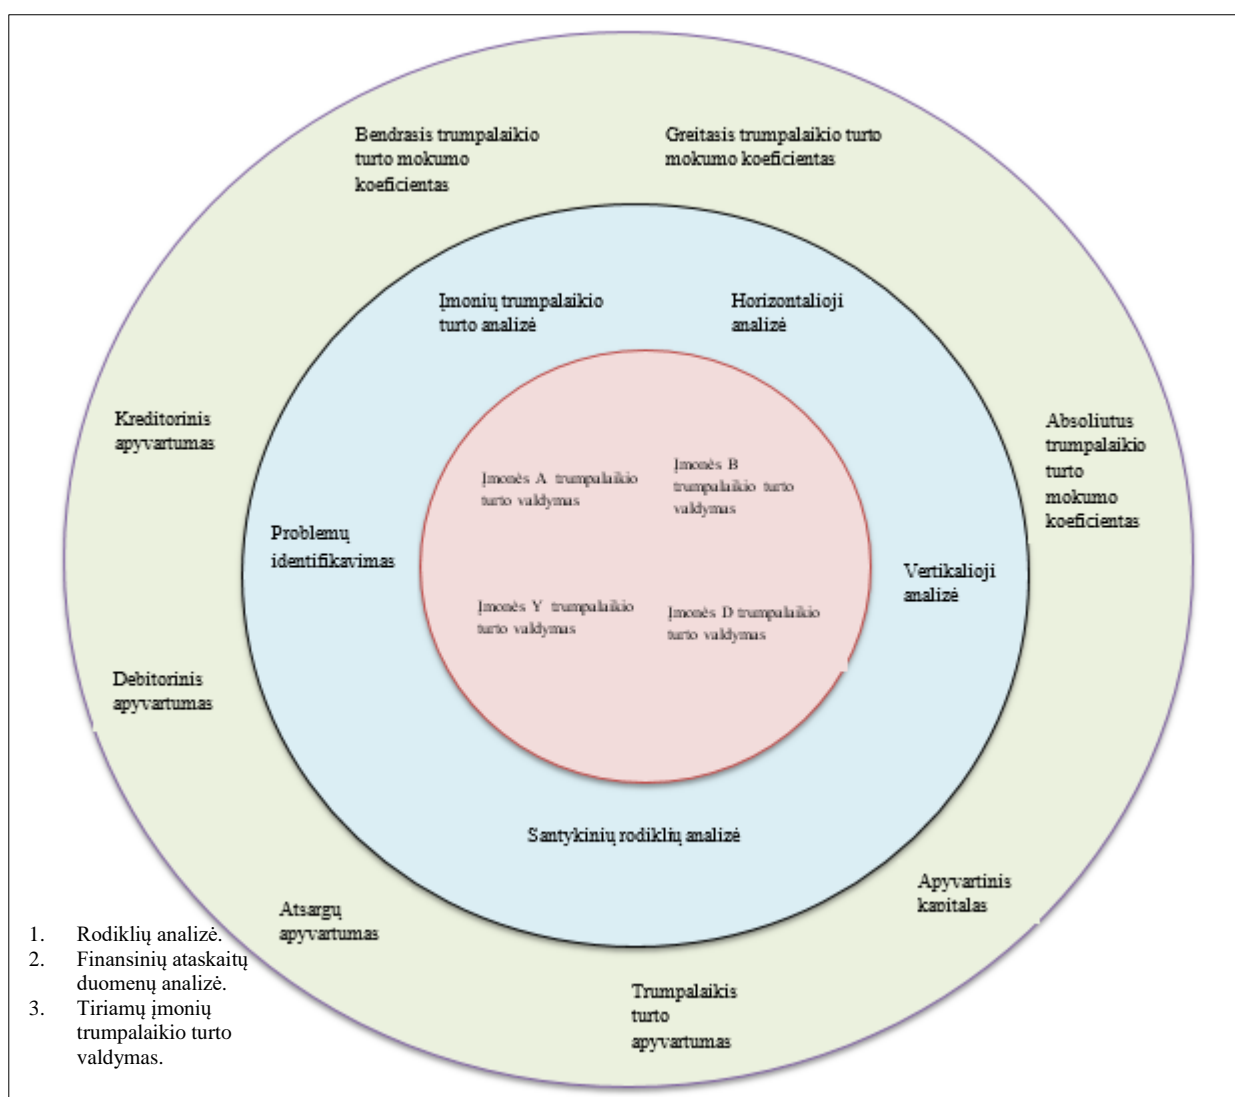 Bendrasis trumpalaikio
turto mokumo
koeficientas
Greitasis trumpalaikio turto
mokumo koeficientas
Įmonių trumpalaikio
turto analizė
Horizontalioji
analizė
Kreditorinis
apyvartumas
Absoliutus
trumpalaikio
turto
mokumo
koeficientas
Įmonės A trumpalaikio
turto valdymas
Įmonės B
trumpalaikio turto
valdymas
Problemų
identifikavimas
Vertikalioji
analizė
Įmonės Y trumpalaikio
turto valdymas
Įmonės D trumpalaikio
turto valdymas
Debitorinis
apyvartumas
Santykinių rodiklių analizė
Apyvartinis
kapitalas
Atsargų
apyvartumas
Trumpalaikis
turto
apyvartumas
1. Rodiklių analizė.
2. Finansinių ataskaitų
duomenų analizė.
3. Tiriamų įmonių
trumpalaikio turto
valdymas.